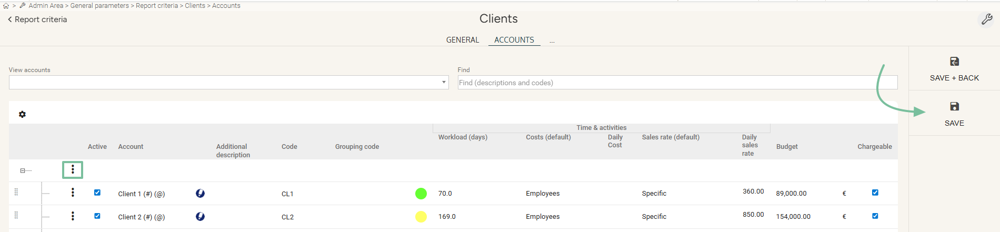 > Admin Area > General parameters > Report criteria > Clients > Accounts
Report criteria
Clients
GENERAL ACCOUNTS ...
View accounts
Find
Find (descriptions and codes)
SAVE + BACK
SAVE
Time & activities
Active Account Additional description Code Grouping code Workload (days) Costs (default) Daily Cost Sales rate (default) Daily sales rate Budget Chargeable
Client 1 (#) (@) CL1 70.0 Employees Specific 360.00 89,000.00 €
Client 2 (#) (@) CL2 169.0 Employees Specific 850.00 154,000.00 €